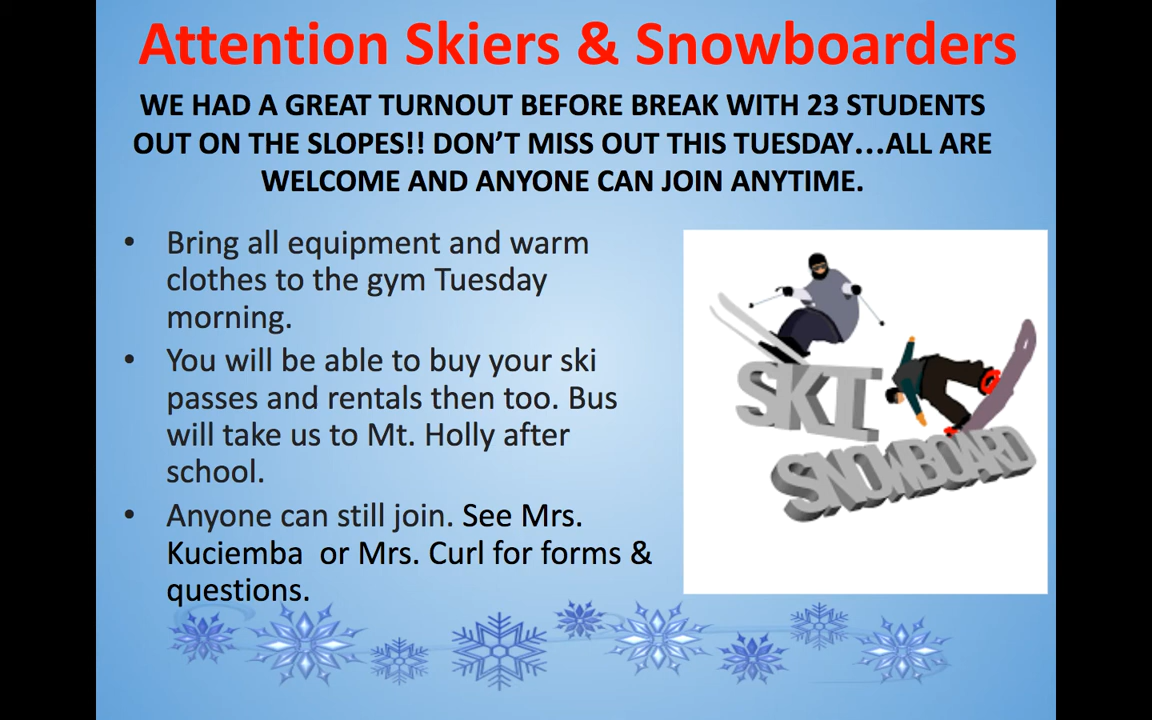 Attention Skiers & Snowboarders
WE HAD A GREAT TURNOUT BEFORE BREAK WITH 23 STUDENTS
OUT ON THE SLOPES!! DON’T MISS OUT THIS TUESDAY…ALL ARE
WELCOME AND ANYONE CAN JOIN ANYTIME.
• Bring all equipment and warm
clothes to the gym Tuesday
morning.
• You will be able to buy your ski
passes and rentals then too. Bus
will take us to Mt. Holly after
school.
• Anyone can still join. See Mrs.
Kuciemba or Mrs. Curl for forms &
questions.
SKI
SNOWBOARD